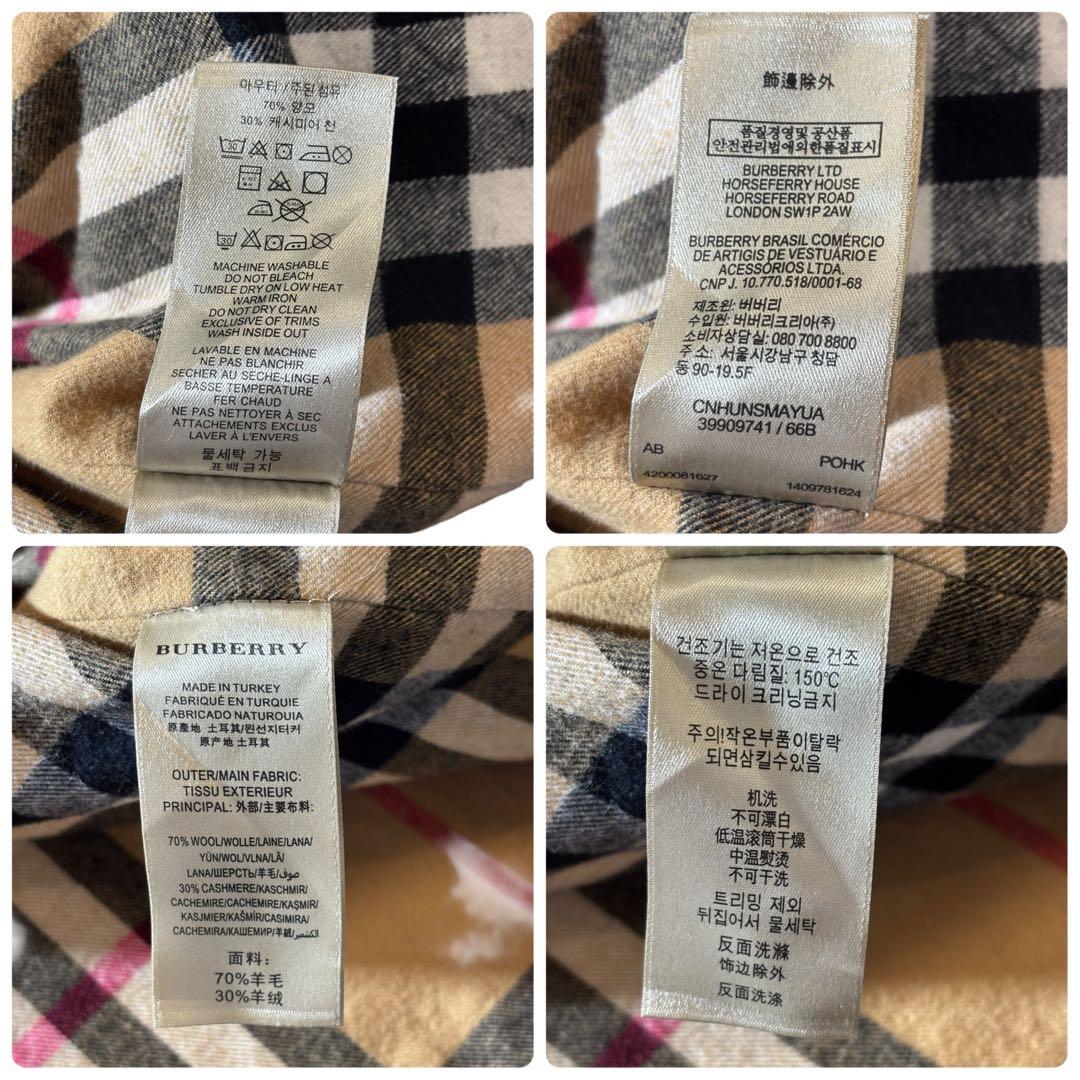 아우터 / 주된섬모
70% 양모
30% 캐시미어 천
30
30
MACHINE WASHABLE
DO NOT BLEACH
TUMBLE DRY ON LOW HEAT
WARM IRON
DO NOT DRY CLEAN
EXCLUSIVE OF TRIMS
WASH INSIDE OUT
LAVABLE EN MACHINE
NE PAS BLANCHIR
SECHER AU SECHE-LINGE A
BASSE TEMPERATURE
FER CHAUD
NE PAS NETTOYER À SEC
ATTACHEMENTS EXCLUS
LAVER À L'ENVERS
물세탁 가능
표백금지
飾邊除外
품질경영및 공산품
안전관리법에의한품질표시
BURBERRY LTD
HORSEFERRY HOUSE
HORSEFERRY ROAD
LONDON SW1P 2AW
BURBERRY BRASIL COMÉRCIO
DE ARTIGIS DE VESTUÁRIO E
ACESSÓRIOS LTDA.
CNP J. 10.770.518/0001-68
제조원: 버버리
수입원: 버버리크리아(주)
소비자상담실: 080 700 8800
주 소: 서울시강남구 청담
동 90-19.5F
CNHUNSMAYUA
39909741 / 66B
AB POHK
4200081627 1409781624
BURBERRY
MADE IN TURKEY
FABRIQUÉ EN TURQUIE
FABRICADO NATUROUIA
原產地 土耳其/원선지터커
原产地 土耳其
OUTER/MAIN FABRIC:
TISSU EXTERIEUR
PRINCIPAL: 外部/主要布料:
70% WOOL/WOLLE/LAINE/LANA/
YÜN/WOL/VLNA/LÃ/
LANA/ШЕРСТЬ/羊毛/صوف/
30% CASHMERE/KASCHMIR/
CACHEMIRE/CACHEMIRE/KAŞMİR/
KASJMIER/KAŠMÍR/CASIMIRA/
CACHEMIRA/КАШЕМИР/羊絨/الكشمير/
面料:
70%羊毛
30%羊绒
건조기는 저온으로 건조
중온 다림질: 150℃
드라이 크리닝금지
주의!작온부품이탈락
되면삼킬수있음
机洗
不可漂白
低温滚筒干燥
中温熨烫
不可干洗
트리밍 제외
뒤집어서 물세탁
反面洗滌
饰边除外
反面洗涤